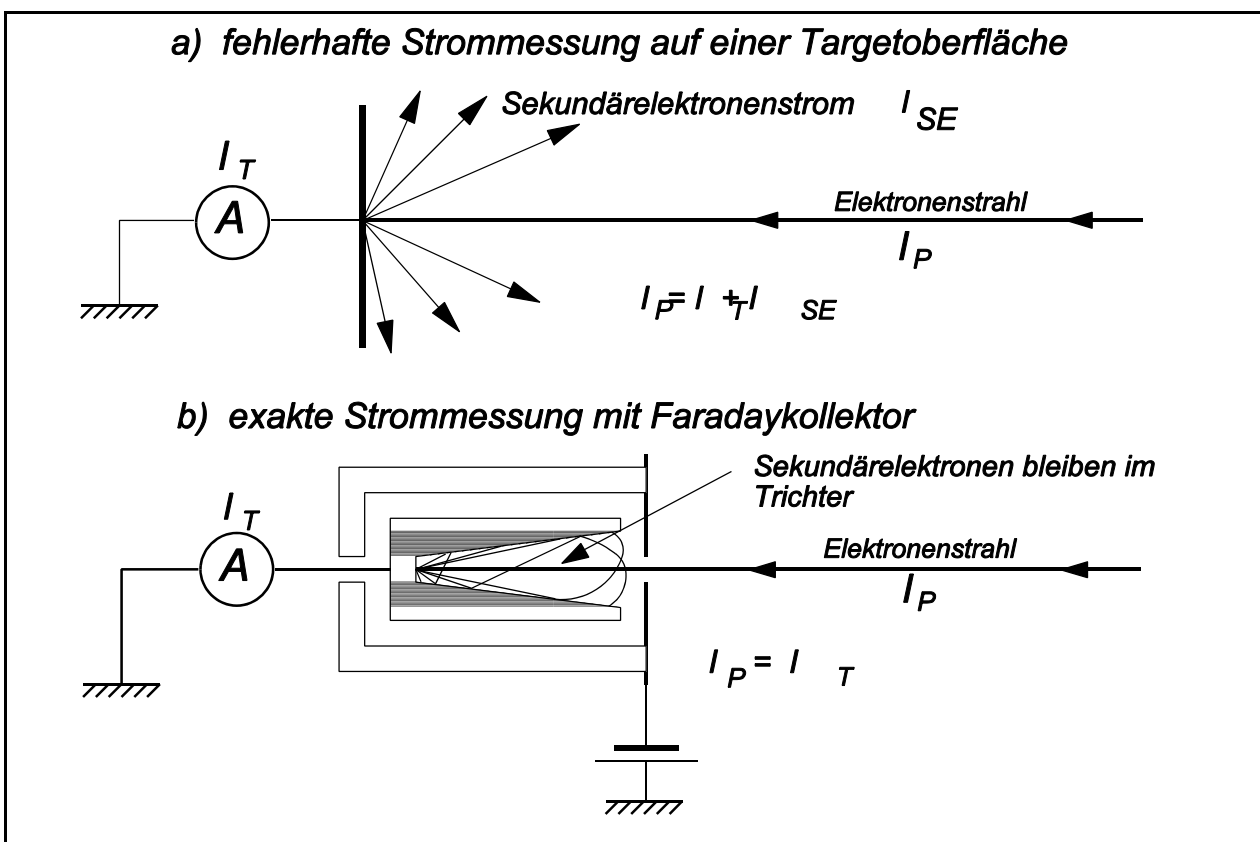 a) fehlerhafte Strommessung auf einer Targetoberfläche
Sekundärelektronenstrom I SE
I T
A
Elektronenstrahl
I P
I P = I T + I SE
b) exakte Strommessung mit Faradaykollektor
Sekundärelektronen bleiben im
Trichter
I T
A
Elektronenstrahl
I P
I P = I T